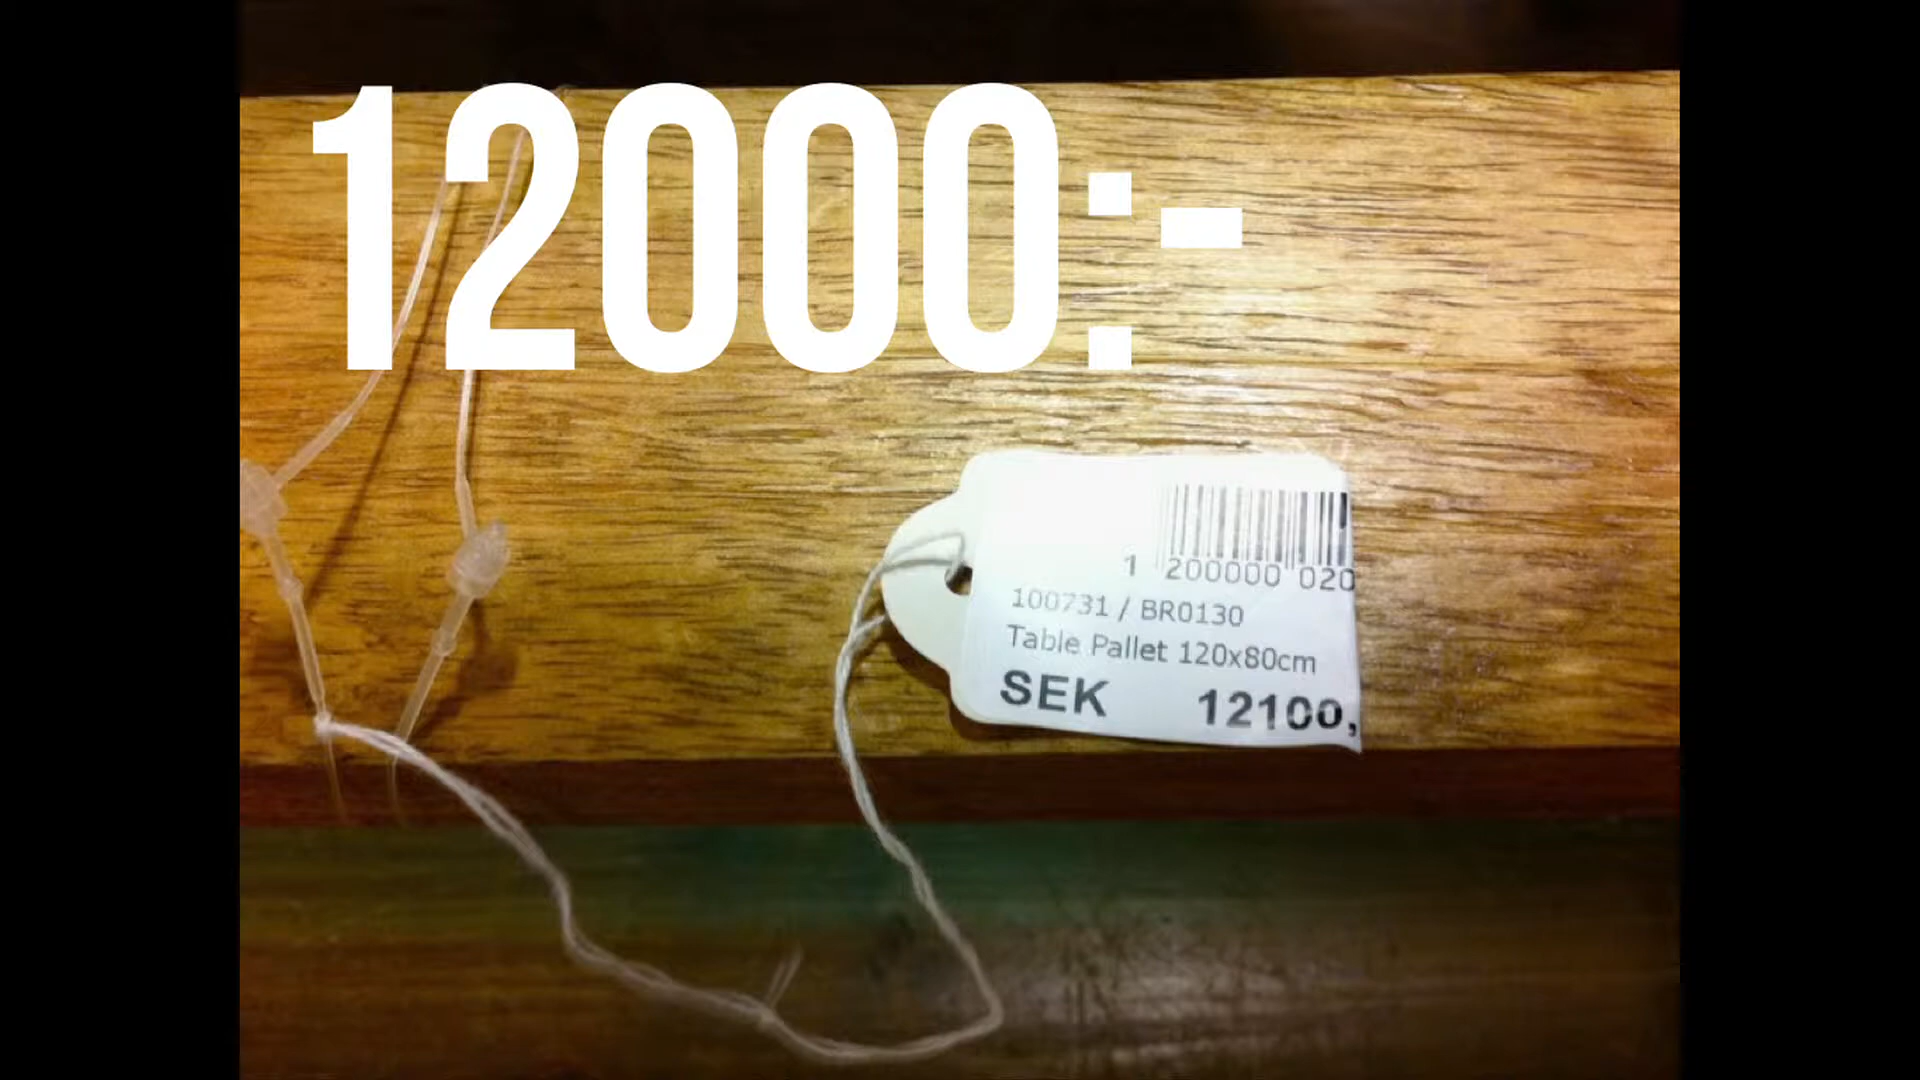 12000:-
1 200000 020
100731 / BR0130
Table Pallet 120x80cm
SEK 12100,